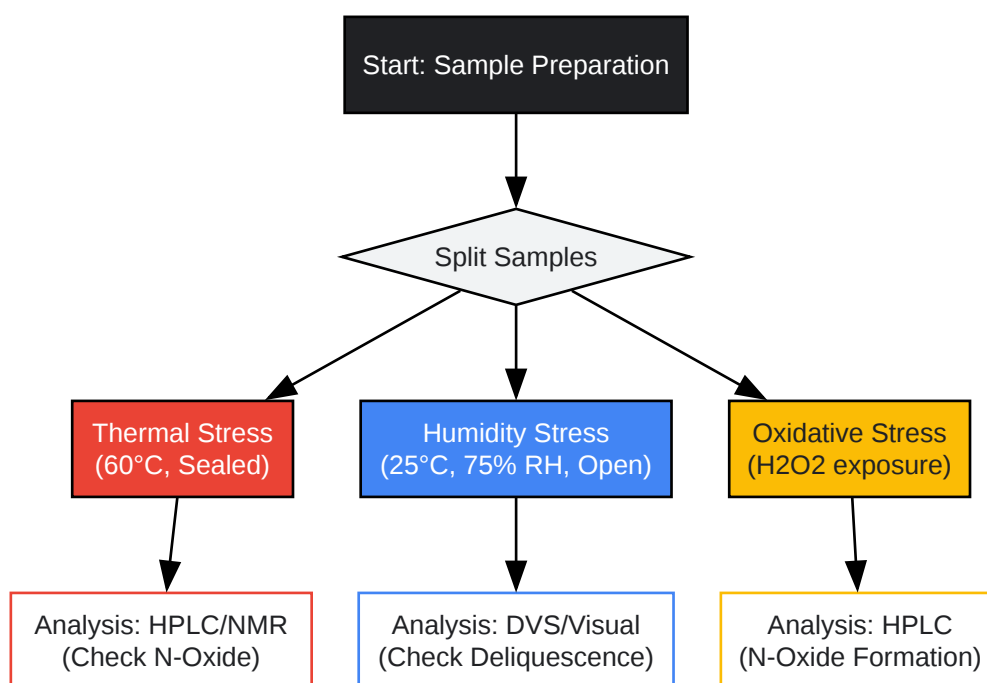 Start: Sample Preparation
Split Samples
Thermal Stress
(60°C, Sealed)
Humidity Stress
(25°C, 75% RH, Open)
Oxidative Stress
(H2O2 exposure)
Analysis: HPLC/NMR
(Check N-Oxide)
Analysis: DVS/Visual
(Check Deliquescence)
Analysis: HPLC
(N-Oxide Formation)